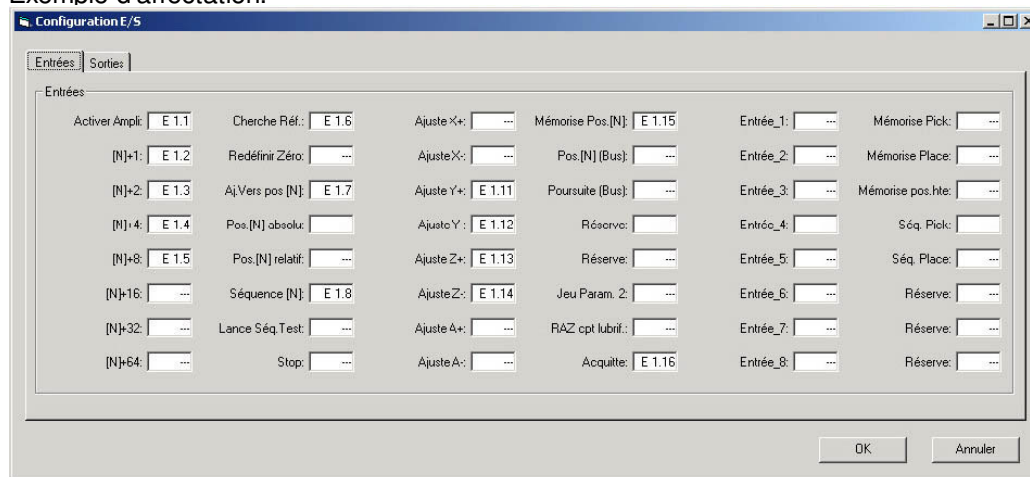 Exemple d'affectation:
Configuration E/S
Entrées Sorties
Entrées
Activer Ampli: E 1.1 Cherche Réf.: E 1.6 Ajuste X+: --- Mémorise Pos.[N]: E 1.15 Entrée_1: --- Mémorise Pick: ---
[N]+1: E 1.2 Redéfinir Zéro: --- Ajuste X-: --- Pos.[N] (Bus): --- Entrée_2: --- Mémorise Place: ---
[N]+2: E 1.3 Aj.Vers pos [N]: E 1.7 Ajuste Y+: E 1.11 Poursuite (Bus): --- Entrée_3: --- Mémorise pos.hte: ---
[N]+4: E 1.4 Pos.[N] absolu: Ajuste Y : E 1.12 Réserve: Entrée_4: Séq. Pick:
[N]+8: E 1.5 Pos.[N] relatif: --- Ajuste Z+: E 1.13 Réserve: --- Entrée_5: --- Séq. Place: ---
[N]+16: --- Séquence [N]: E 1.8 Ajuste Z-: E 1.14 Jeu Param. 2: --- Entrée_6: --- Réserve: ---
[N]+32: --- Lance Séq.Test: --- Ajuste A+: --- RAZ cpt lubrif.: --- Entrée_7: --- Réserve: ---
[N]+64: --- Stop: --- Ajuste A-: --- Acquitte: E 1.16 Entrée_8: --- Réserve: ---
OK Annuler